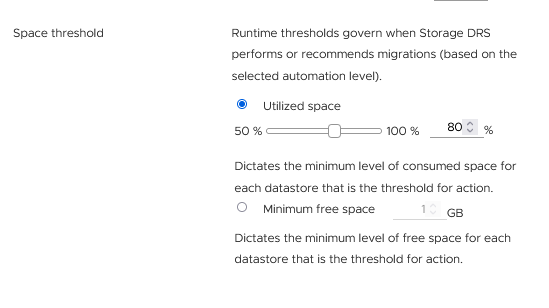 Space threshold
Runtime thresholds govern when Storage DRS
performs or recommends migrations (based on the
selected automation level).
Utilized space
50 % 100 % 80 %
Dictates the minimum level of consumed space for
each datastore that is the threshold for action.
Minimum free space 1 GB
Dictates the minimum level of free space for each
datastore that is the threshold for action.